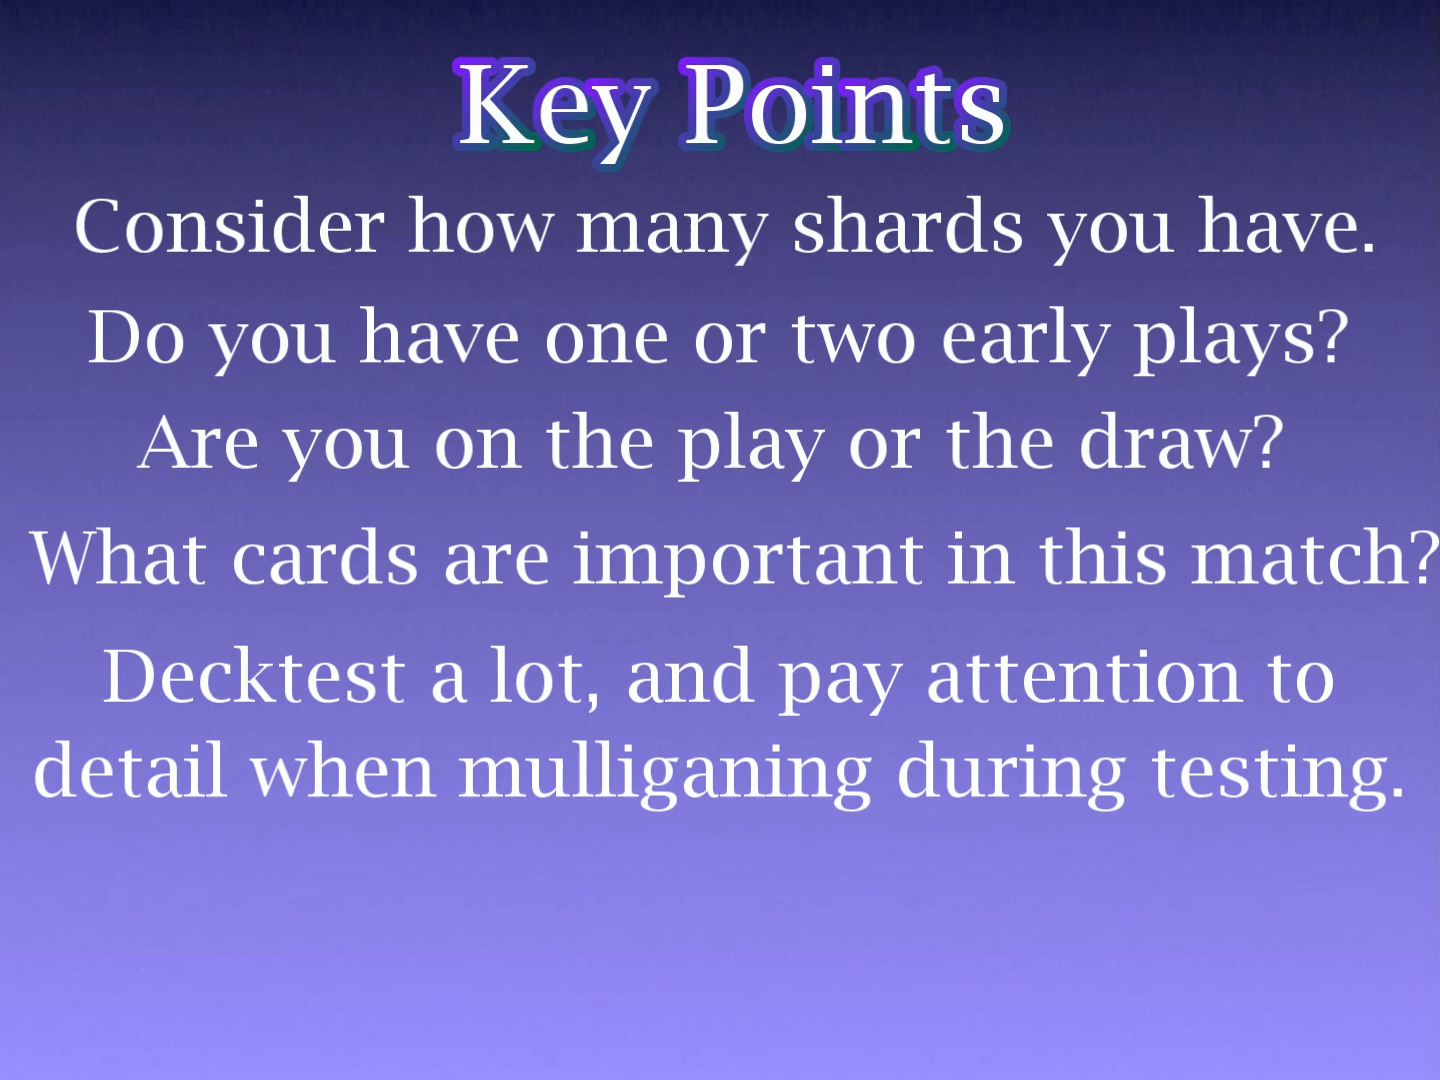 Key Points
Consider how many shards you have.
Do you have one or two early plays?
Are you on the play or the draw?
What cards are important in this match?
Decktest a lot, and pay attention to
detail when mulliganing during testing.